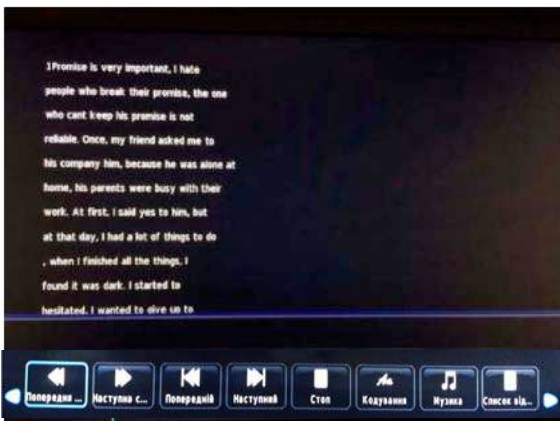 1Promise is very important, I hate
people who break their promise, the one
who cant keep his promise is not
reliable. Once, my friend asked me to
his company him, because he was alone at
home, his parents were busy with their
work. At first, I said yes to him, but
at that day, I had a lot of things to do
, when I finished all the things, I
found it was dark. I started to
hesitated. I wanted to give up to
Попередня ... Наступна с... Попередній Наступний Стоп Кодування Музика Список від...